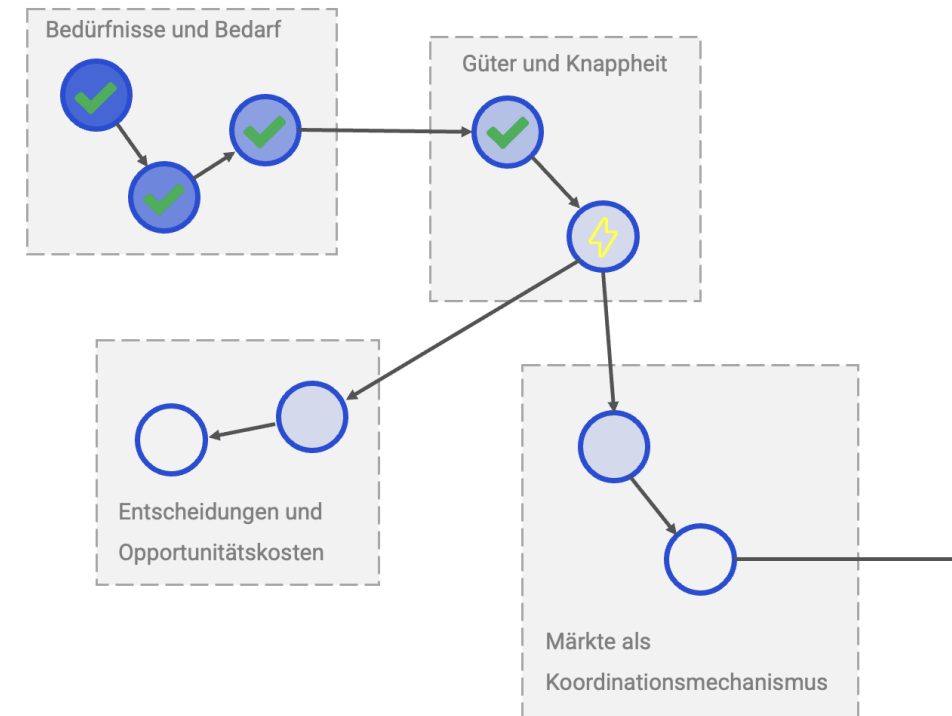 Bedürfnisse und Bedarf
Güter und Knappheit
Entscheidungen und
Opportunitätskosten
Märkte als
Koordinationsmechanismus